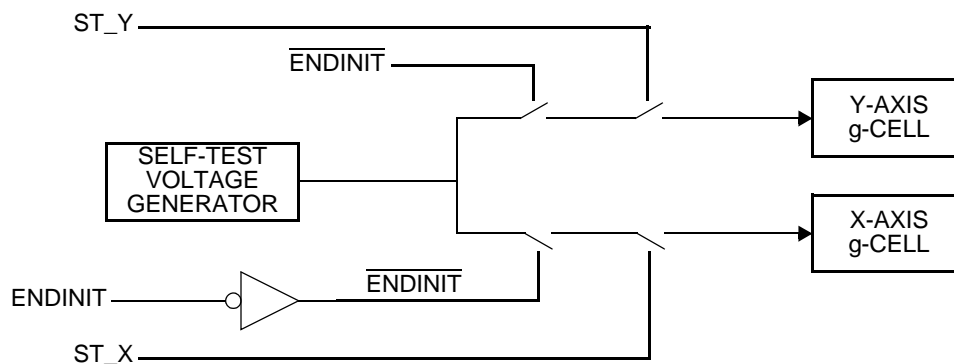 ST_Y
ENDINIT
Y-AXIS
g-CELL
SELF-TEST
VOLTAGE
GENERATOR
X-AXIS
g-CELL
ENDINIT
ENDINIT
ST_X